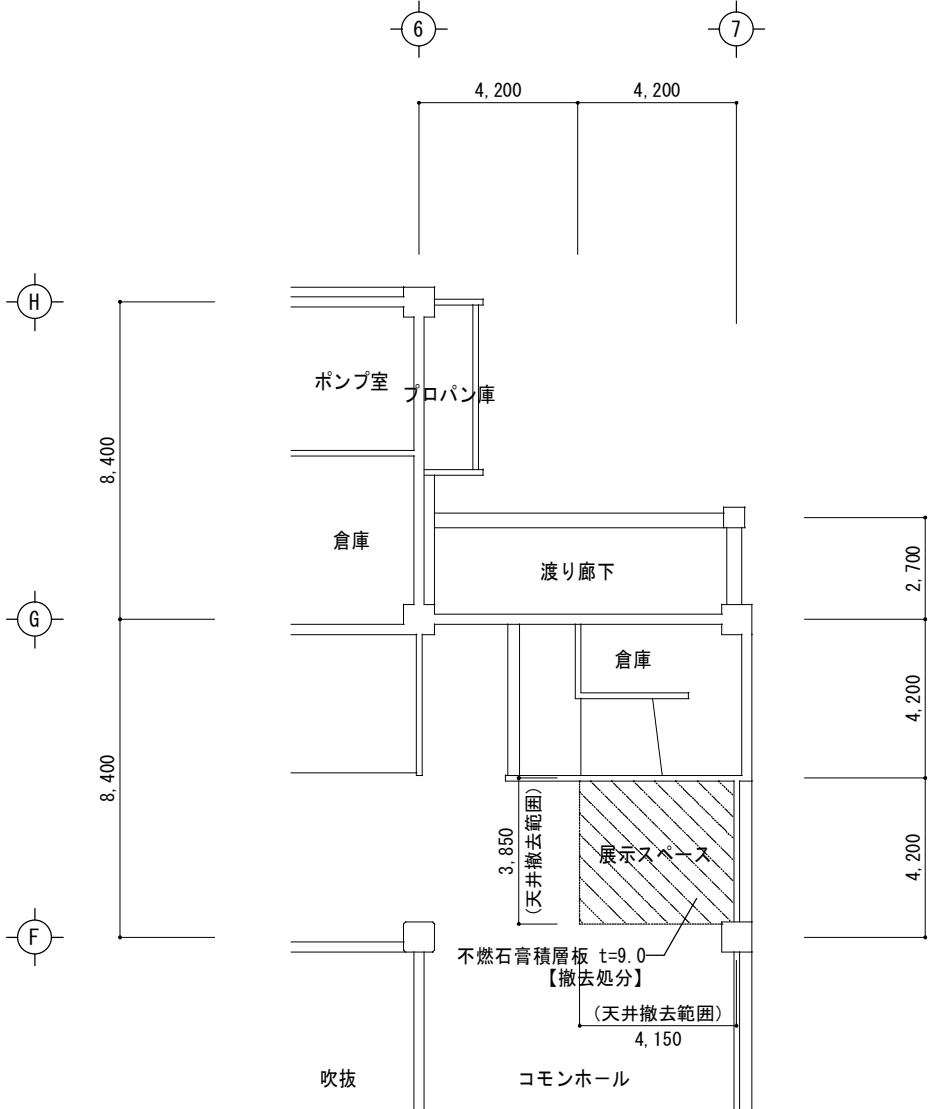 6
7
4,200
4,200
H
ポンプ室
プロパン庫
8,400
倉庫
渡り廊下
2,700
G
倉庫
4,200
8,400
3,850
(天井撤去範囲)
展示スペース
4,200
F
不燃石膏積層板 t=9.0
【撤去処分】
(天井撤去範囲)
4,150
吹抜
コモンホール